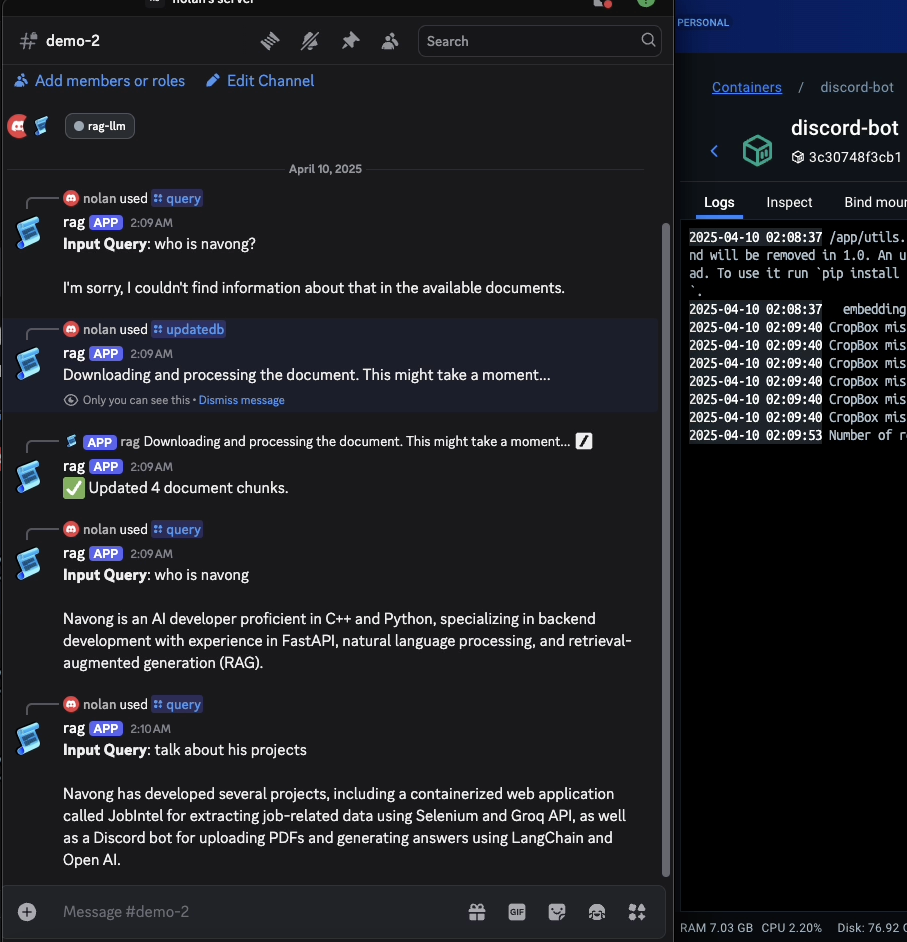 nolan's server
demo-2
Search
Add members or roles
Edit Channel
rag-llm
April 10, 2025
nolan used query
rag APP 2:09 AM
Input Query: who is navong?
I'm sorry, I couldn't find information about that in the available documents.
nolan used updatedb
rag APP 2:09 AM
Downloading and processing the document. This might take a moment...
Only you can see this • Dismiss message
APP rag Downloading and processing the document. This might take a moment...
rag APP 2:09 AM
✅ Updated 4 document chunks.
nolan used query
rag APP 2:09 AM
Input Query: who is navong
Navong is an AI developer proficient in C++ and Python, specializing in backend
development with experience in FastAPI, natural language processing, and retrieval-
augmented generation (RAG).
nolan used query
rag APP 2:10 AM
Input Query: talk about his projects
Navong has developed several projects, including a containerized web application
called JobIntel for extracting job-related data using Selenium and Groq API, as well
as a Discord bot for uploading PDFs and generating answers using LangChain and
Open AI.
Message #demo-2
GIF
PERSONAL
Containers / discord-bot
discord-bot
3c30748f3cb1
Logs Inspect Bind moun
2025-04-10 02:08:37 /app/utils.
nd will be removed in 1.0. An u
ad. To use it run `pip install
`.
2025-04-10 02:08:37 embedding
2025-04-10 02:09:40 CropBox mis
2025-04-10 02:09:40 CropBox mis
2025-04-10 02:09:40 CropBox mis
2025-04-10 02:09:40 CropBox mis
2025-04-10 02:09:40 CropBox mis
2025-04-10 02:09:40 CropBox mis
2025-04-10 02:09:53 Number of r
RAM 7.03 GB CPU 2.20% Disk: 76.92